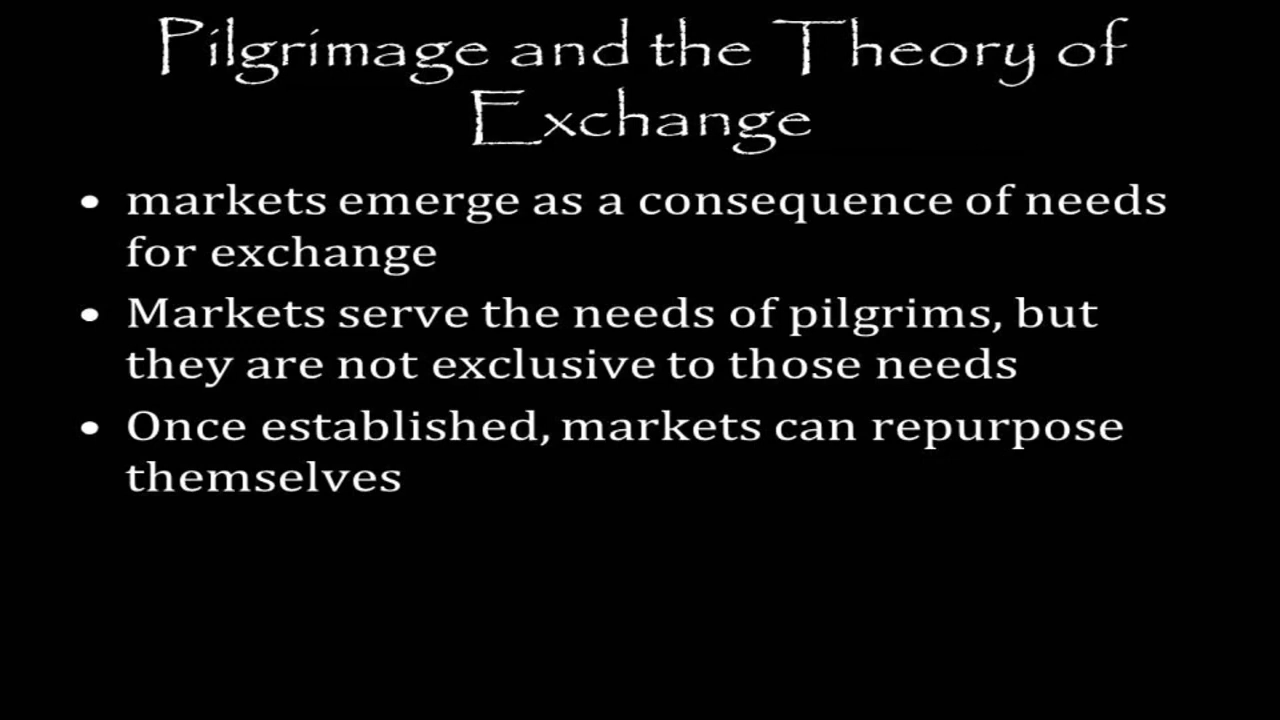 Pilgrimage and the Theory of
Exchange
• markets emerge as a consequence of needs
for exchange
• Markets serve the needs of pilgrims, but
they are not exclusive to those needs
• Once established, markets can repurpose
themselves